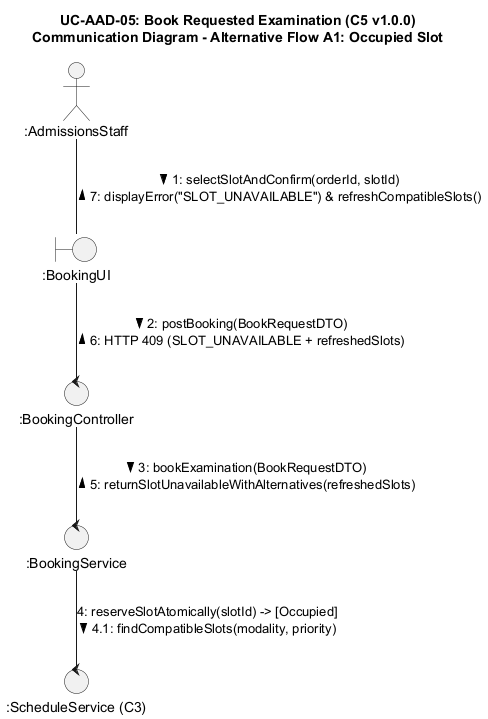 UC-AAD-05: Book Requested Examination (C5 v1.0.0)
Communication Diagram - Alternative Flow A1: Occupied Slot
:AdmissionsStaff
1: selectSlotAndConfirm(orderId, slotId)
7: displayError("SLOT_UNAVAILABLE") & refreshCompatibleSlots()
:BookingUI
2: postBooking(BookRequestDTO)
6: HTTP 409 (SLOT_UNAVAILABLE + refreshedSlots)
:BookingController
3: bookExamination(BookRequestDTO)
5: returnSlotUnavailableWithAlternatives(refreshedSlots)
:BookingService
4: reserveSlotAtomically(slotId) -> [Occupied]
4.1: findCompatibleSlots(modality, priority)
:ScheduleService (C3)